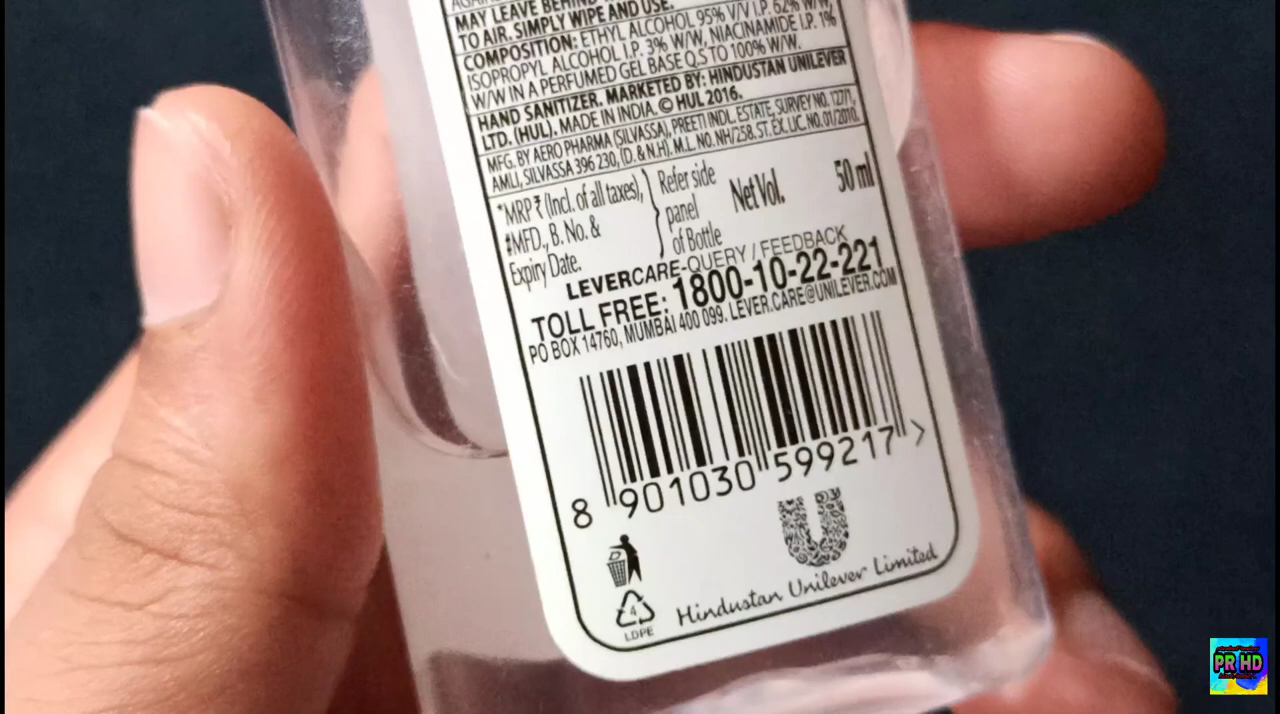 MAY LEAVE BEHIND
TO AIR. SIMPLY WIPE AND USE.
COMPOSITION: ETHYL ALCOHOL 95% V/V I.P. 62% W/W,
ISOPROPYL ALCOHOL I.P. 3% W/W, NIACINAMIDE I.P. 1%
W/W IN A PERFUMED GEL BASE Q.S TO 100% W/W.
HAND SANITIZER. MARKETED BY: HINDUSTAN UNILEVER
LTD. (HUL). MADE IN INDIA. © HUL 2016.
MFG. BY AERO PHARMA (SILVASSA), PREETI INDL. ESTATE, SURVEY NO. 127/1,
AMLI, SILVASSA 396 230, (D. & N.H). M.L. NO. NH/258. ST. EX. LIC. NO. 01/2010.
*MRP ₹ (Incl. of all taxes),
‡MFD., B. No. &
Expiry Date.
Refer side
panel
of Bottle
Net Vol. 50 ml
LEVERCARE-QUERY / FEEDBACK
TOLL FREE: 1800-10-22-221
PO BOX 14760, MUMBAI 400 099. LEVER.CARE@UNILEVER.COM
8 901030 599217 >
4
LDPE
Hindustan Unilever Limited
PR HD